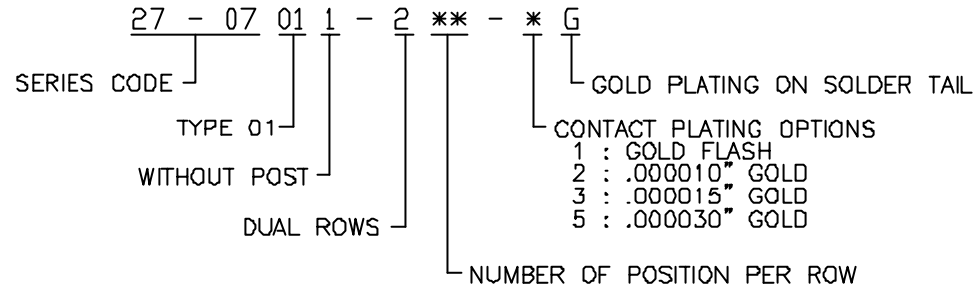 27 - 07 01 1 - 2 ** - * G
SERIES CODE
GOLD PLATING ON SOLDER TAIL
TYPE 01
CONTACT PLATING OPTIONS
1 : GOLD FLASH
WITHOUT POST
2 : .000010" GOLD
3 : .000015" GOLD
5 : .000030" GOLD
DUAL ROWS
NUMBER OF POSITION PER ROW